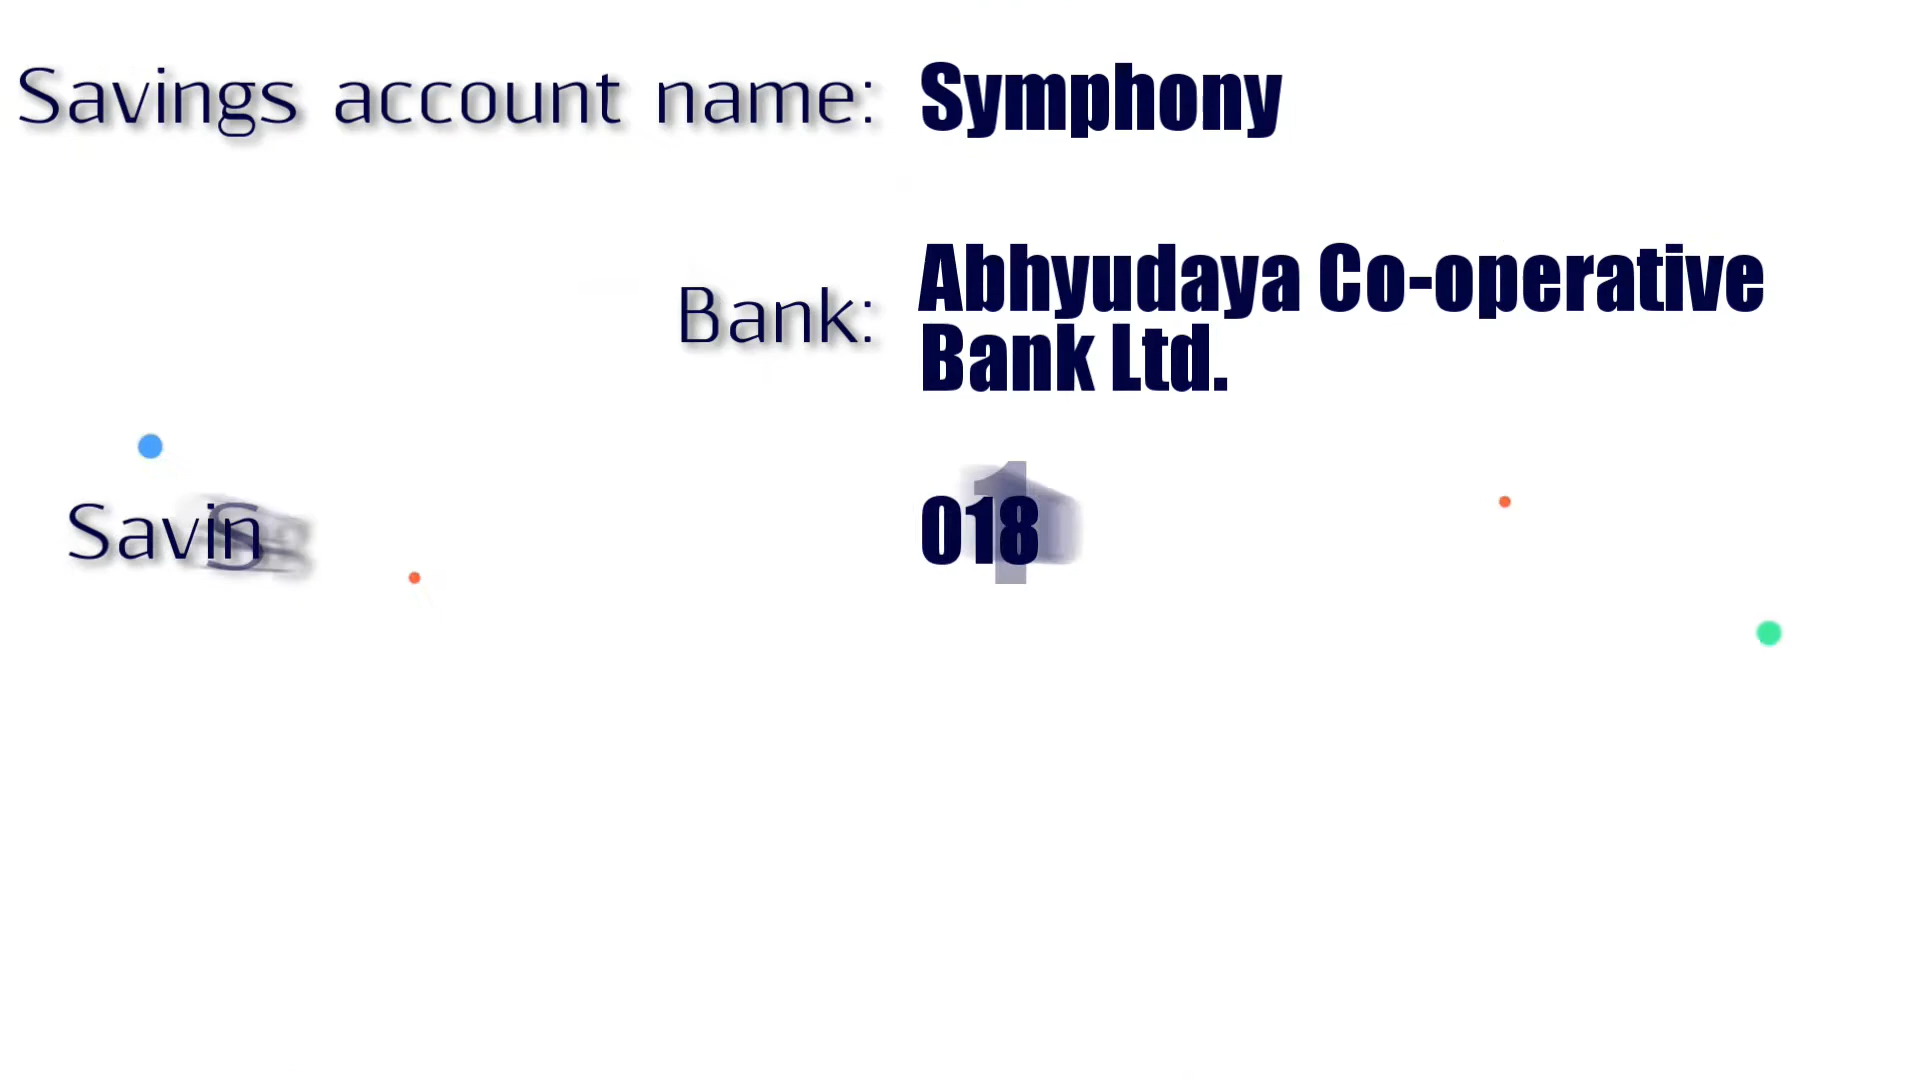 Savings account name: Symphony
Bank: Abhyudaya Co-operative
Bank Ltd.
Savin 018